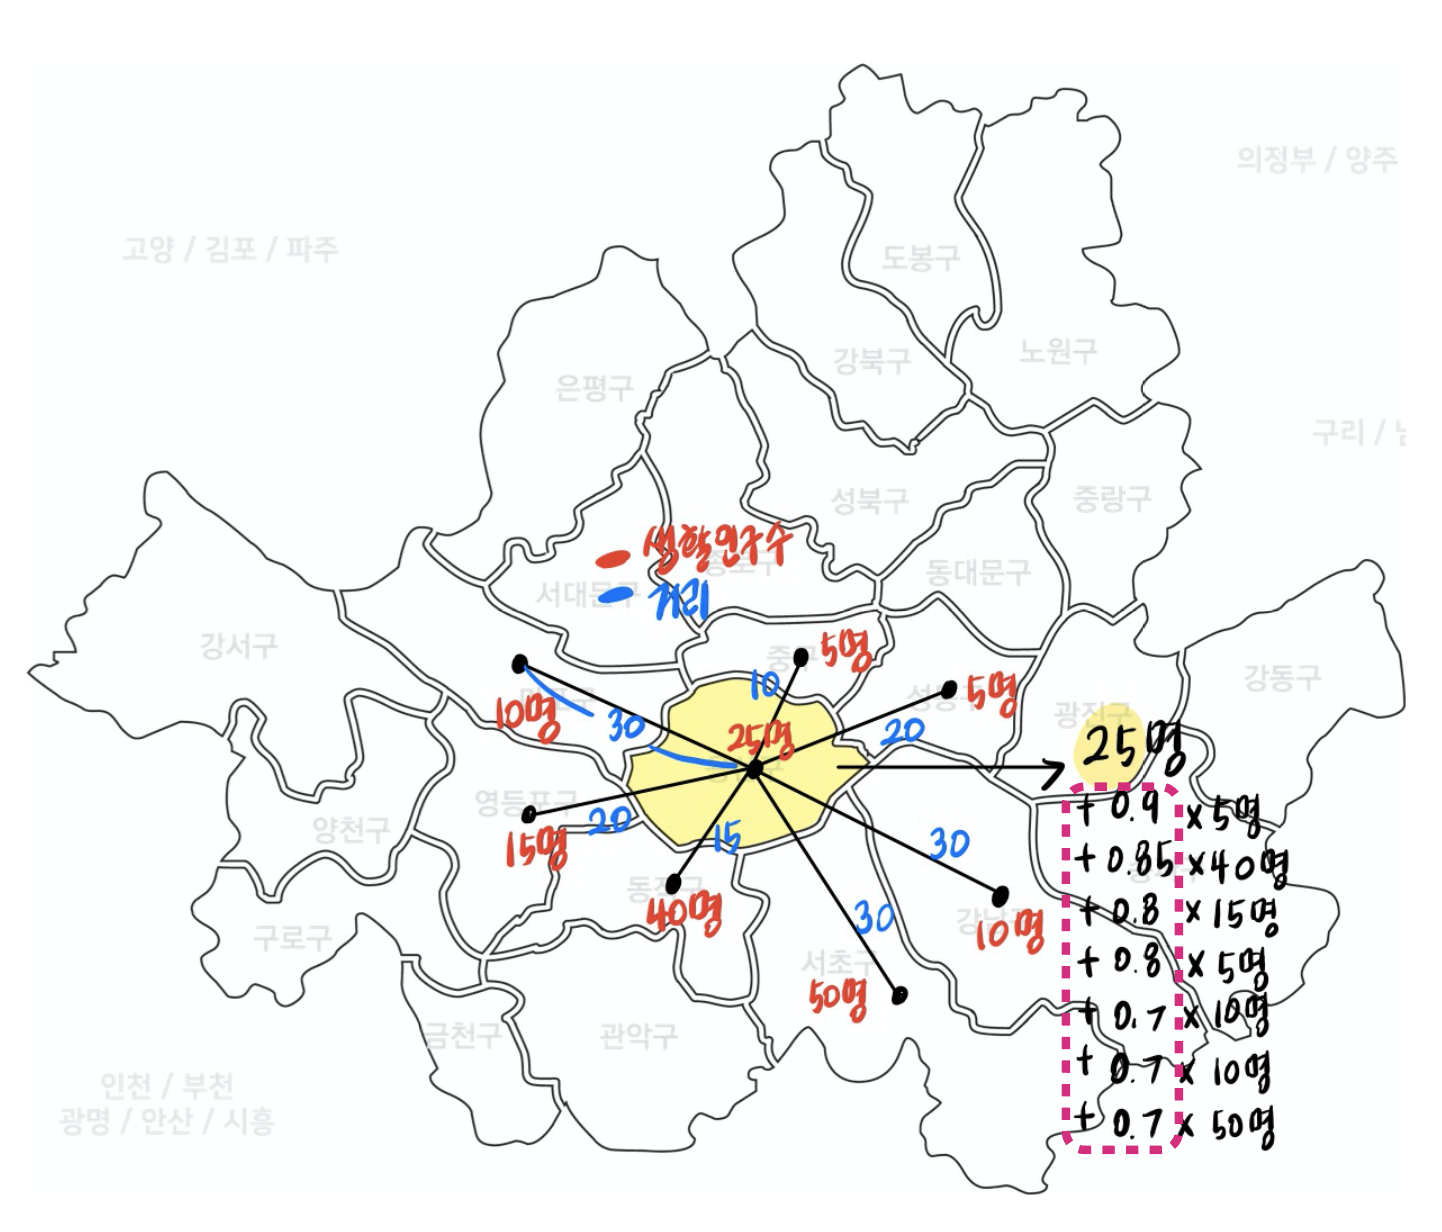 의정부 / 양주
고양 / 김포 / 파주
도봉구
강북구
노원구
은평구
구리 /
성북구
중랑구
생활인구수
종로구
서대문구
거리
동대문구
강서구
중구
5명
강동구
10
성동구
5명
마포구
10명
30
25명
20
광진구
25명
영등포구
20
15명
양천구
15
30
+ 0.9 x 5명
+ 0.85 x 40명
+ 0.8 x 15명
+ 0.8 x 5명
+ 0.7 x 10명
+ 0.7 x 10명
+ 0.7 x 50명
동작구
40명
30
강남구
10명
구로구
서초구
50명
금천구
관악구
인천 / 부천
광명 / 안산 / 시흥